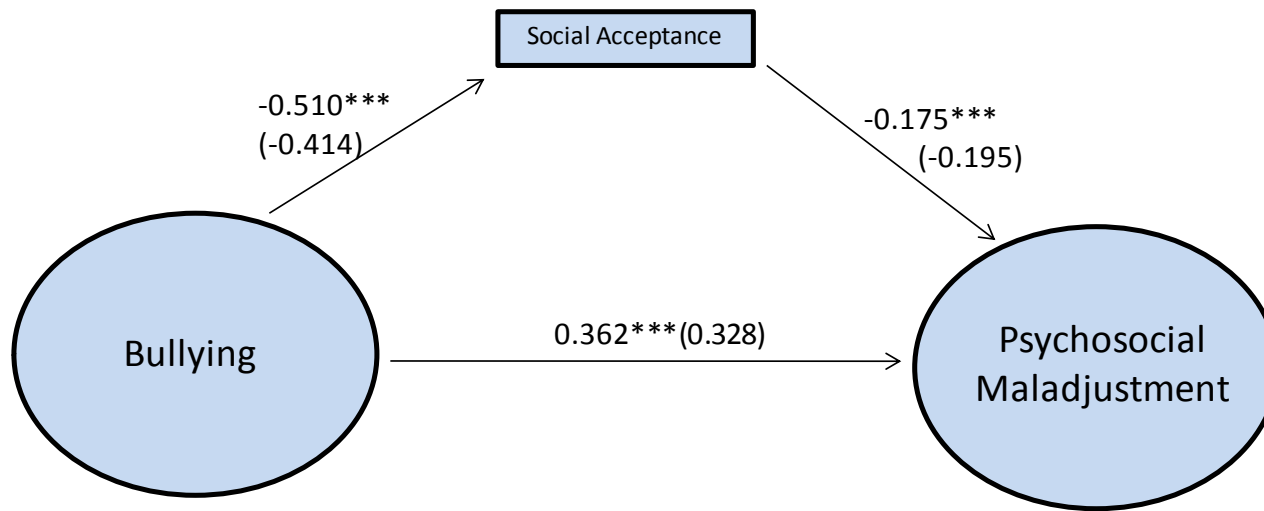 Social Acceptance
-0.510***
(-0.414)
-0.175***
(-0.195)
0.362***(0.328)
Bullying
Psychosocial
Maladjustment